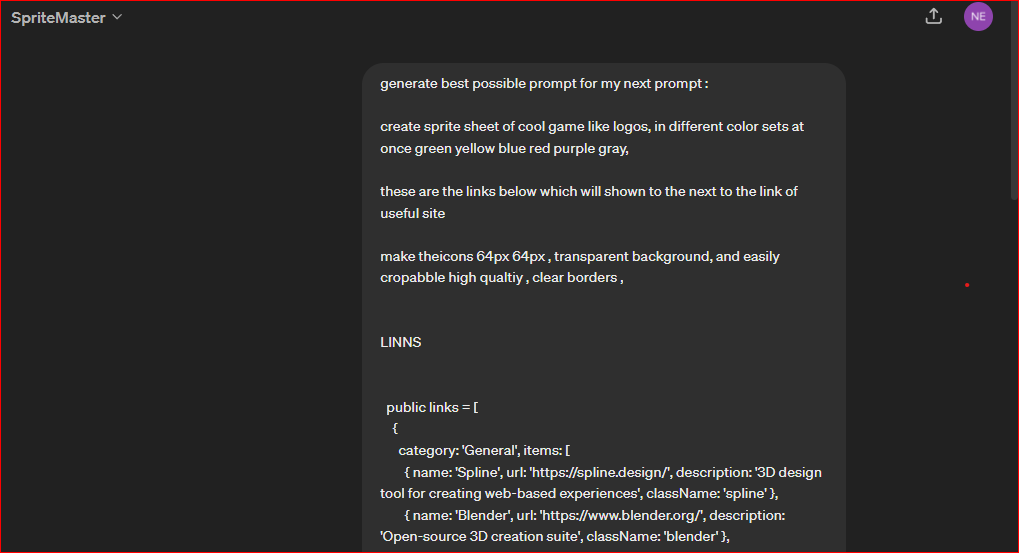 SpriteMaster
NE
generate best possible prompt for my next prompt :
create sprite sheet of cool game like logos, in different color sets at
once green yellow blue red purple gray,
these are the links below which will shown to the next to the link of
useful site
make theicons 64px 64px , transparent background, and easily
cropabble high qualtiy , clear borders ,
LINNS
public links = [
{
category: 'General', items: [
{ name: 'Spline', url: 'https://spline.design/', description: '3D design
tool for creating web-based experiences', className: 'spline' },
{ name: 'Blender', url: 'https://www.blender.org/', description:
'Open-source 3D creation suite', className: 'blender' },